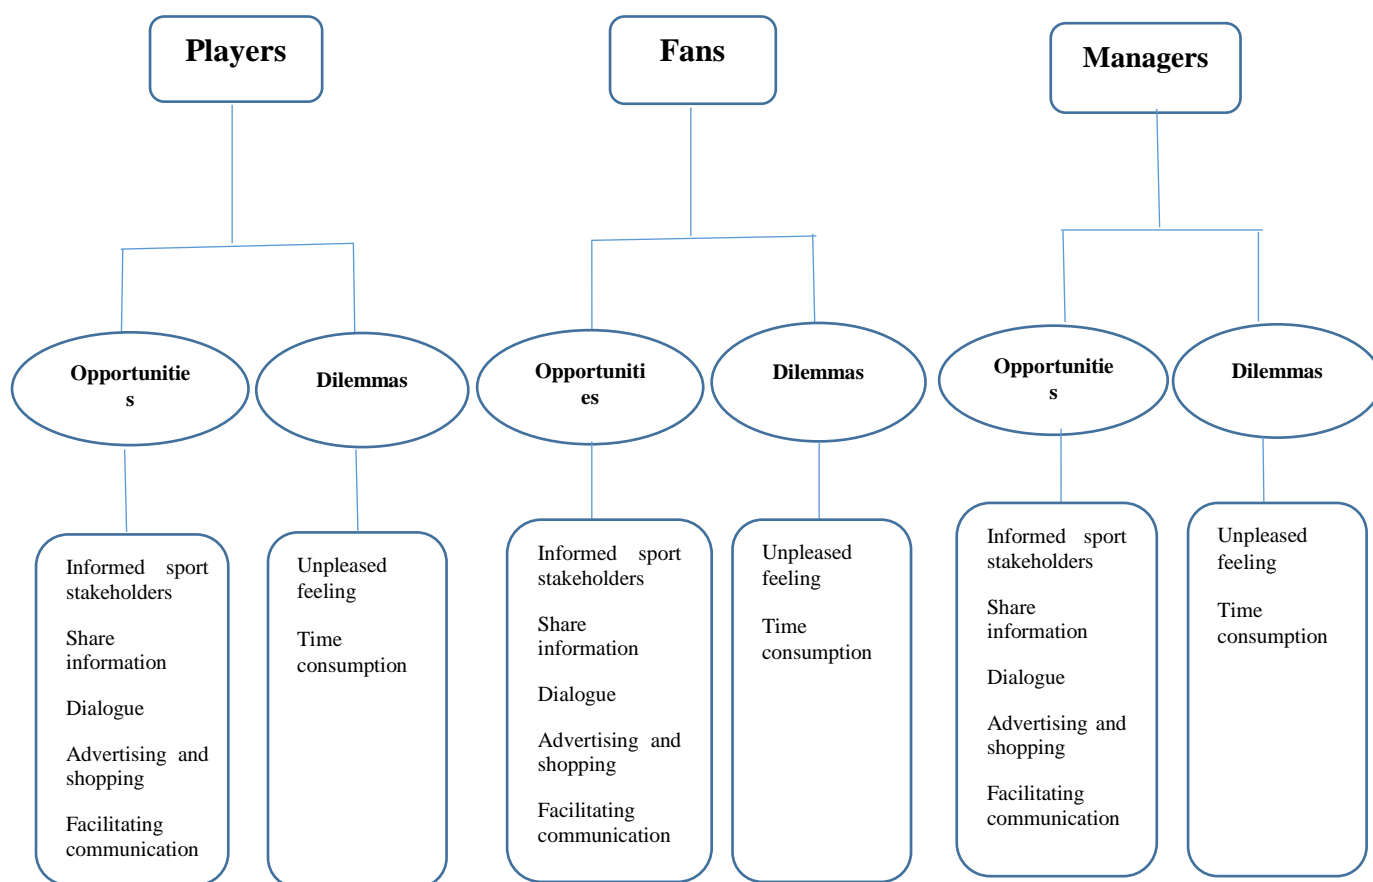 Players
Fans
Managers
Opportunitie
s
Dilemmas
Opportuniti
es
Dilemmas
Opportunitie
s
Dilemmas
Informed sport
stakeholders
Share
information
Dialogue
Advertising and
shopping
Facilitating
communication
Unpleased
feeling
Time
consumption
Informed sport
stakeholders
Share
information
Dialogue
Advertising and
shopping
Facilitating
communication
Unpleased
feeling
Time
consumption
Informed sport
stakeholders
Share
information
Dialogue
Advertising and
shopping
Facilitating
communication
Unpleased
feeling
Time
consumption